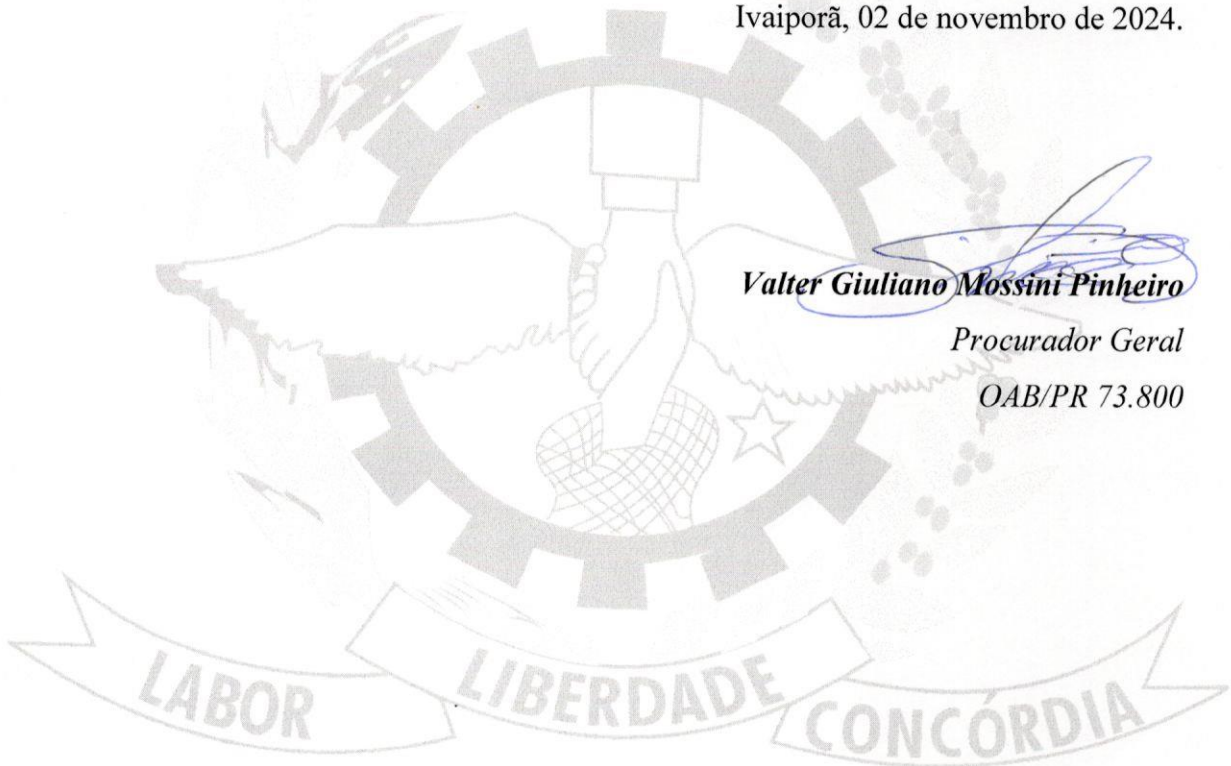 Ivaiporã, 02 de novembro de 2024.
Valter Giuliano Mossini Pinheiro
Procurador Geral
OAB/PR 73.800
LABOR
LIBERDADE
CONCÓRDIA